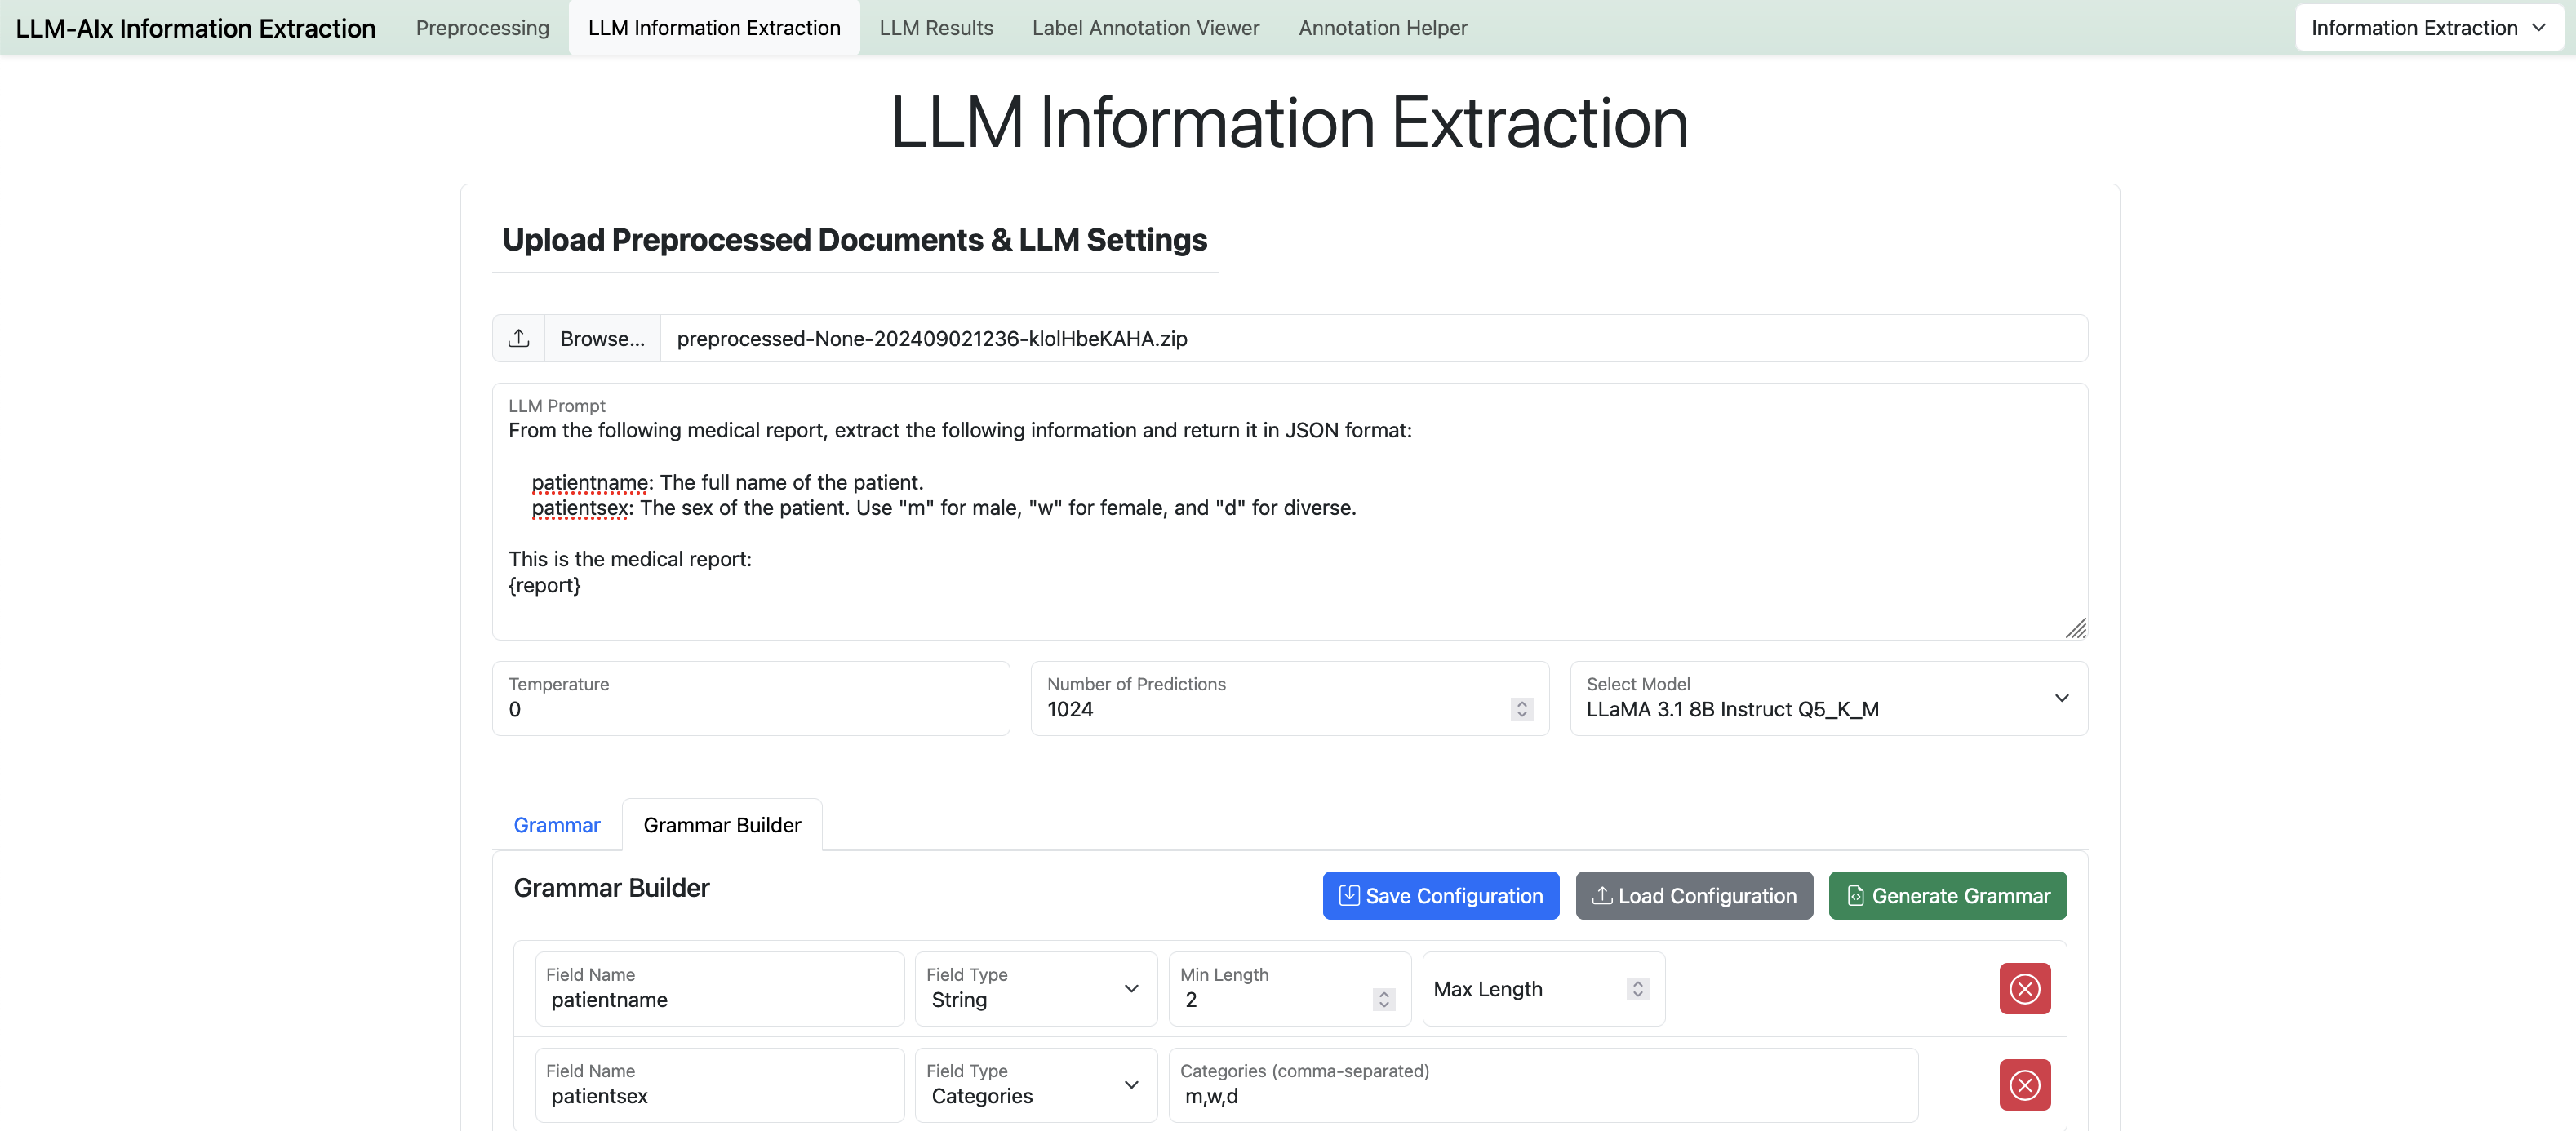 LLM-AIx Information Extraction Preprocessing LLM Information Extraction LLM Results Label Annotation Viewer Annotation Helper Information Extraction
LLM Information Extraction
Upload Preprocessed Documents & LLM Settings
Browse... preprocessed-None-202409021236-klolHbeKAHA.zip
LLM Prompt
From the following medical report, extract the following information and return it in JSON format:
patientname: The full name of the patient.
patientsex: The sex of the patient. Use "m" for male, "w" for female, and "d" for diverse.
This is the medical report:
{report}
Temperature Number of Predictions Select Model
0 1024 LLaMA 3.1 8B Instruct Q5_K_M
Grammar Grammar Builder
Grammar Builder Save Configuration Load Configuration Generate Grammar
Field Name Field Type Min Length Max Length
patientname String 2
Field Name Field Type Categories (comma-separated)
patientsex Categories m,w,d